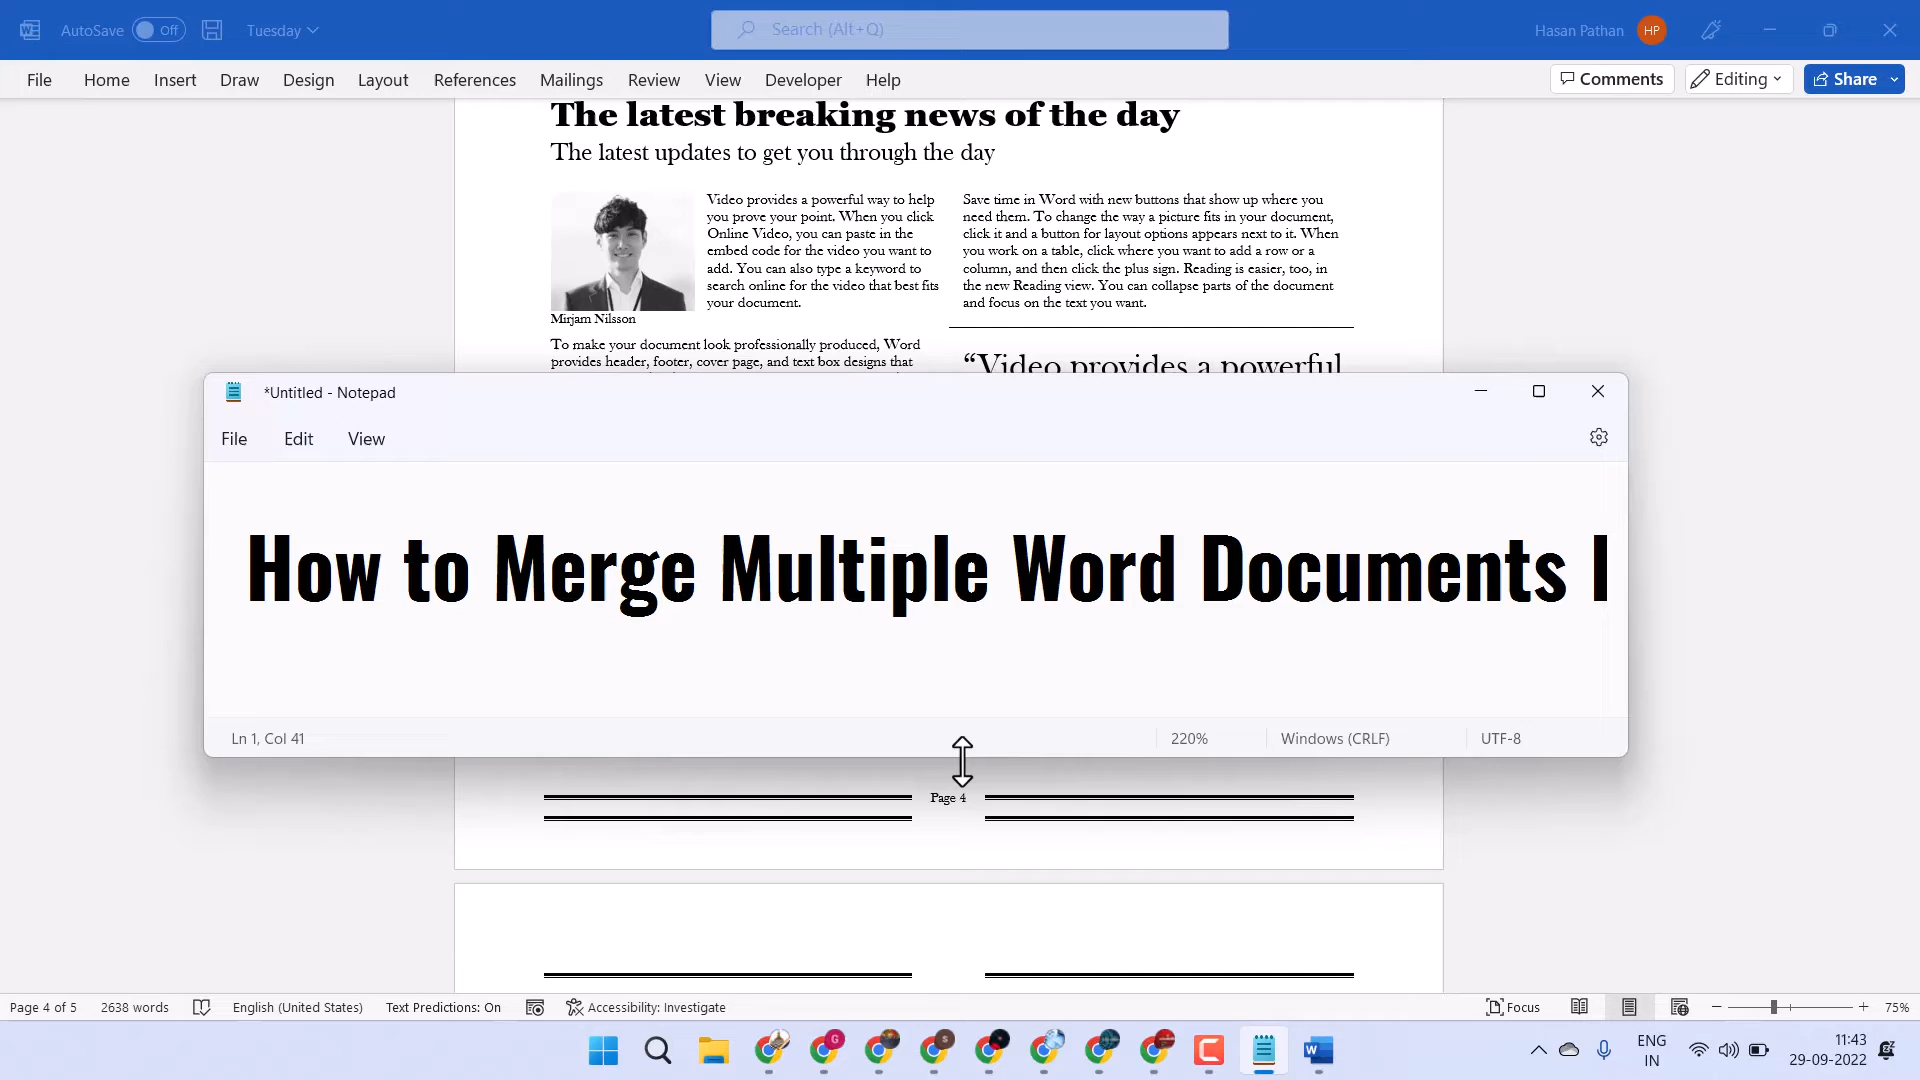 AutoSave Off Tuesday Search (Alt+Q) Hasan Pathan HP
File Home Insert Draw Design Layout References Mailings Review View Developer Help Comments Editing Share
The latest breaking news of the day
The latest updates to get you through the day
Video provides a powerful way to help
you prove your point. When you click
Online Video, you can paste in the
embed code for the video you want to
add. You can also type a keyword to
search online for the video that best fits
your document.
Mirjam Nilsson
To make your document look professionally produced, Word
provides header, footer, cover page, and text box designs that
Save time in Word with new buttons that show up where you
need them. To change the way a picture fits in your document,
click it and a button for layout options appears next to it. When
you work on a table, click where you want to add a row or a
column, and then click the plus sign. Reading is easier, too, in
the new Reading view. You can collapse parts of the document
and focus on the text you want.
“Video provides a powerful
*Untitled - Notepad
File Edit View
How to Merge Multiple Word Documents I
Ln 1, Col 41 220% Windows (CRLF) UTF-8
Page 4
Page 4 of 5 2638 words English (United States) Text Predictions: On Accessibility: Investigate Focus 75%
G S ENG 11:43
IN 29-09-2022